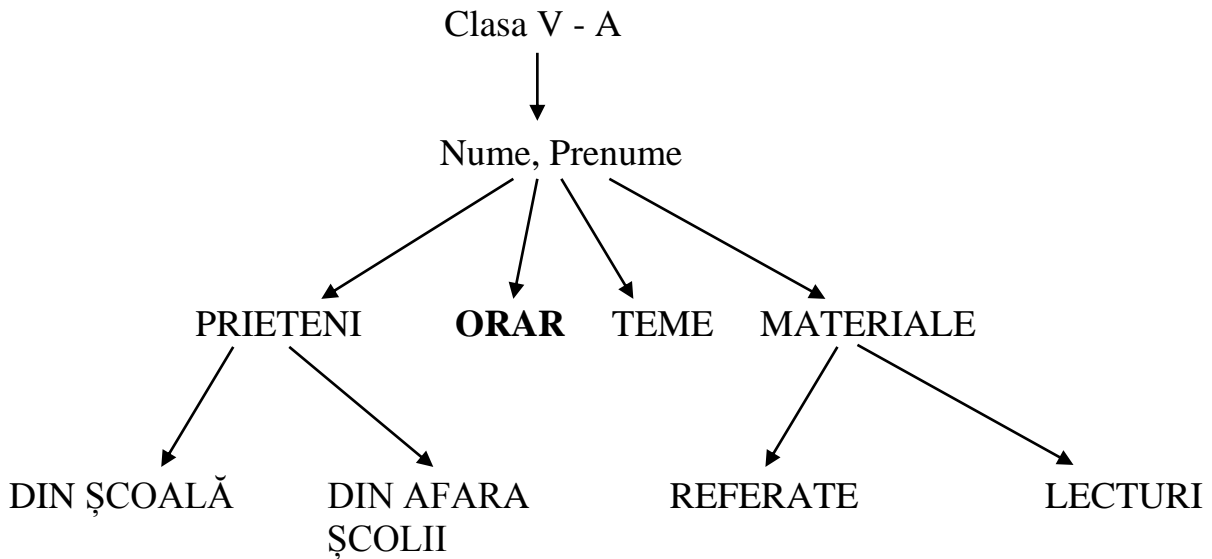 Clasa V - A
Nume, Prenume
PRIETENI ORAR TEME MATERIALE
DIN ȘCOALĂ DIN AFARA ȘCOLII REFERATE LECTURI